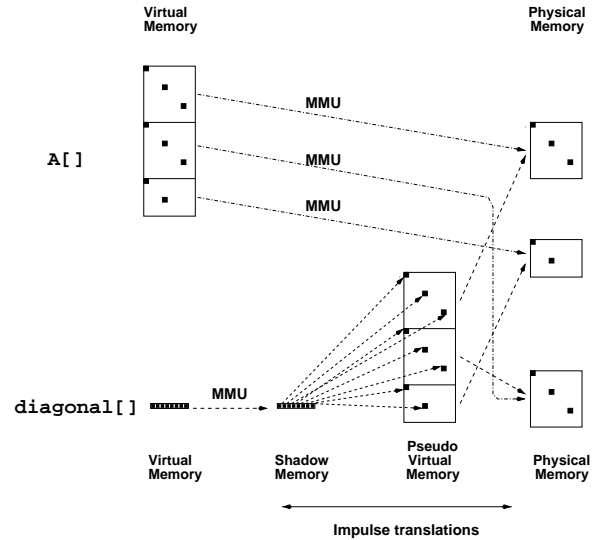 Virtual
Memory
Physical
Memory
MMU
A[]
MMU
MMU
diagonal[]
MMU
Virtual
Memory
Shadow
Memory
Pseudo
Virtual
Memory
Physical
Memory
Impulse translations